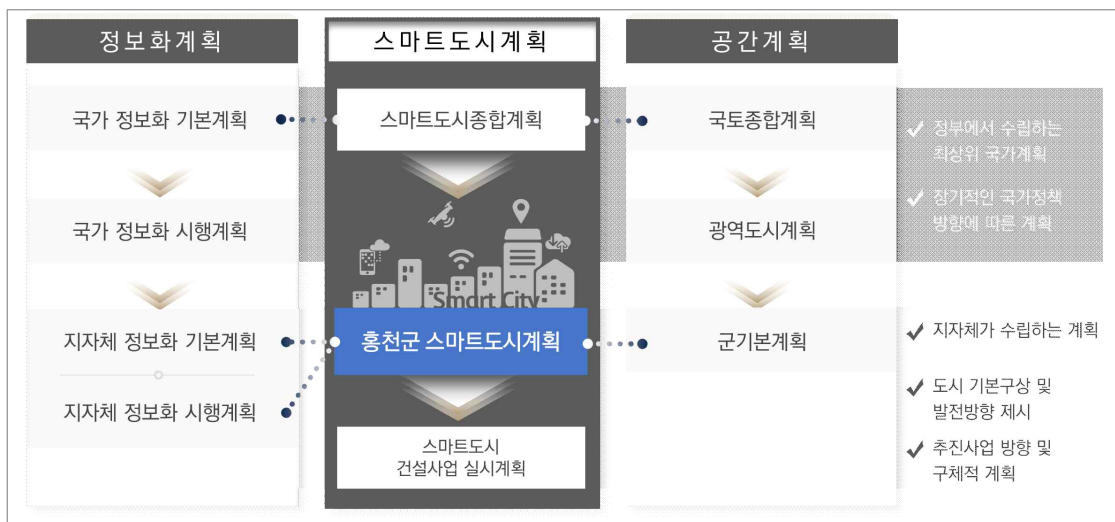 정보화계획
스마트도시계획
공간계획
국가 정보화 기본계획
스마트도시종합계획
국토종합계획
정부에서 수립하는
최상위 국가계획
장기적인 국가정책
방향에 따른 계획
국가 정보화 시행계획
광역도시계획
Smart City
지자체 정보화 기본계획
홍천군 스마트도시계획
군기본계획
지자체가 수립하는 계획
지자체 정보화 시행계획
도시 기본구상 및
발전방향 제시
스마트도시
건설사업 실시계획
추진사업 방향 및
구체적 계획